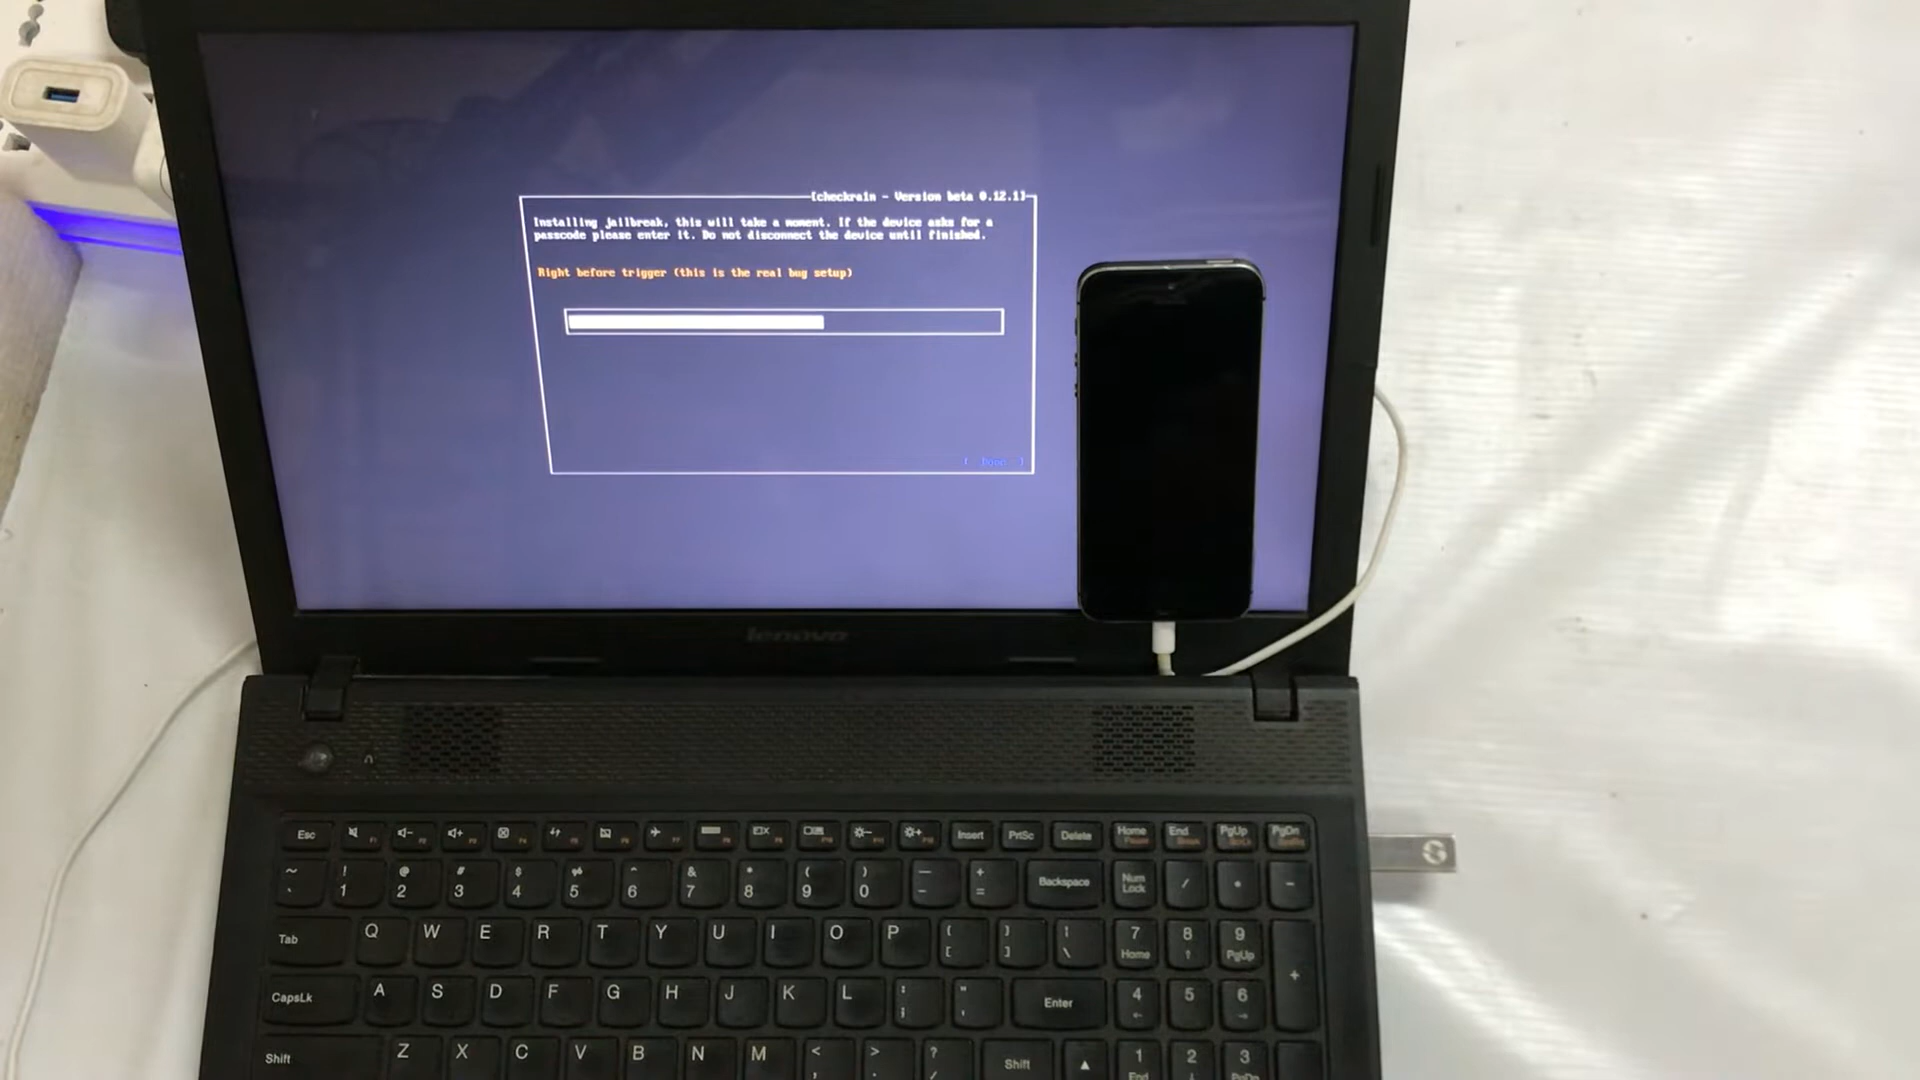 [checkra1n - Version beta 0.12.1]
Installing jailbreak, this will take a moment. If the device asks for a
passcode please enter it. Do not disconnect the device until finished.
Right before trigger (this is the real bug setup)
lenovo
Esc Insert PrtSc Delete Home End PgUp PgDn
~ ! @ # $ % ^ & * ( ) — +
` 1 2 3 4 5 6 7 8 9 0 - = Backspace Num Lock / * -
Tab Q W E R T Y U I O P { [ } ] | \ 7 Home 8 ↑ 9 PgUp
CapsLk A S D F G H J K L : ; " ' Enter 4 ← 5 6 → +
Shift Z X C V B N M < , > . ? / Shift ▲ 1 End 2 3 PgDn